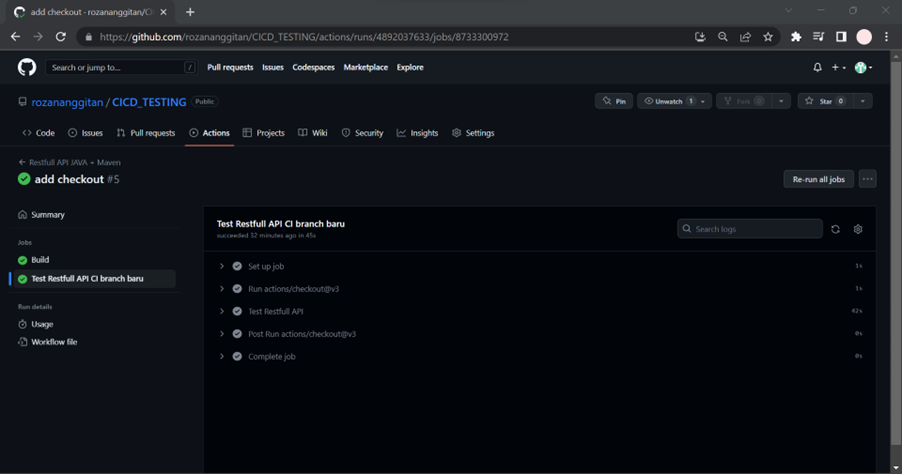 add checkout - rozananggitan/CI
https://github.com/rozananggitan/CICD_TESTING/actions/runs/4892037633/jobs/8733300972
Search or jump to... /
Pull requests Issues Codespaces Marketplace Explore
rozananggitan / CICD_TESTING Public
Pin Unwatch 1 Fork 0 Star 0
Code Issues Pull requests Actions Projects Wiki Security Insights Settings
Restfull API JAVA + Maven
add checkout #5
Re-run all jobs
Summary
Jobs
Build
Test Restfull API CI branch baru
Run details
Usage
Workflow file
Test Restfull API CI branch baru
succeeded 32 minutes ago in 45s
Search logs
Set up job 1s
Run actions/checkout@v3 1s
Test Restfull API 42s
Post Run actions/checkout@v3 0s
Complete job 0s